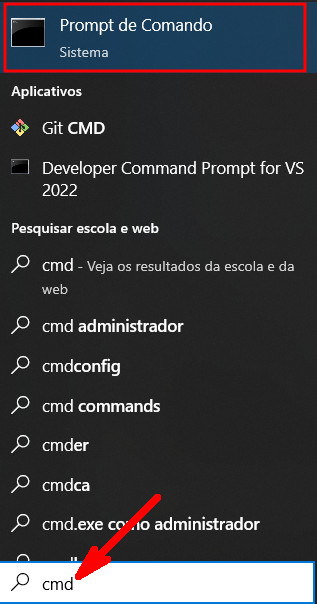 Prompt de Comando
Sistema
Aplicativos
Git CMD
Developer Command Prompt for VS
2022
Pesquisar escola e web
cmd - Veja os resultados da escola e da
web
cmd administrador
cmdconfig
cmd commands
cmder
cmdca
cmd.exe como administrador
cmd